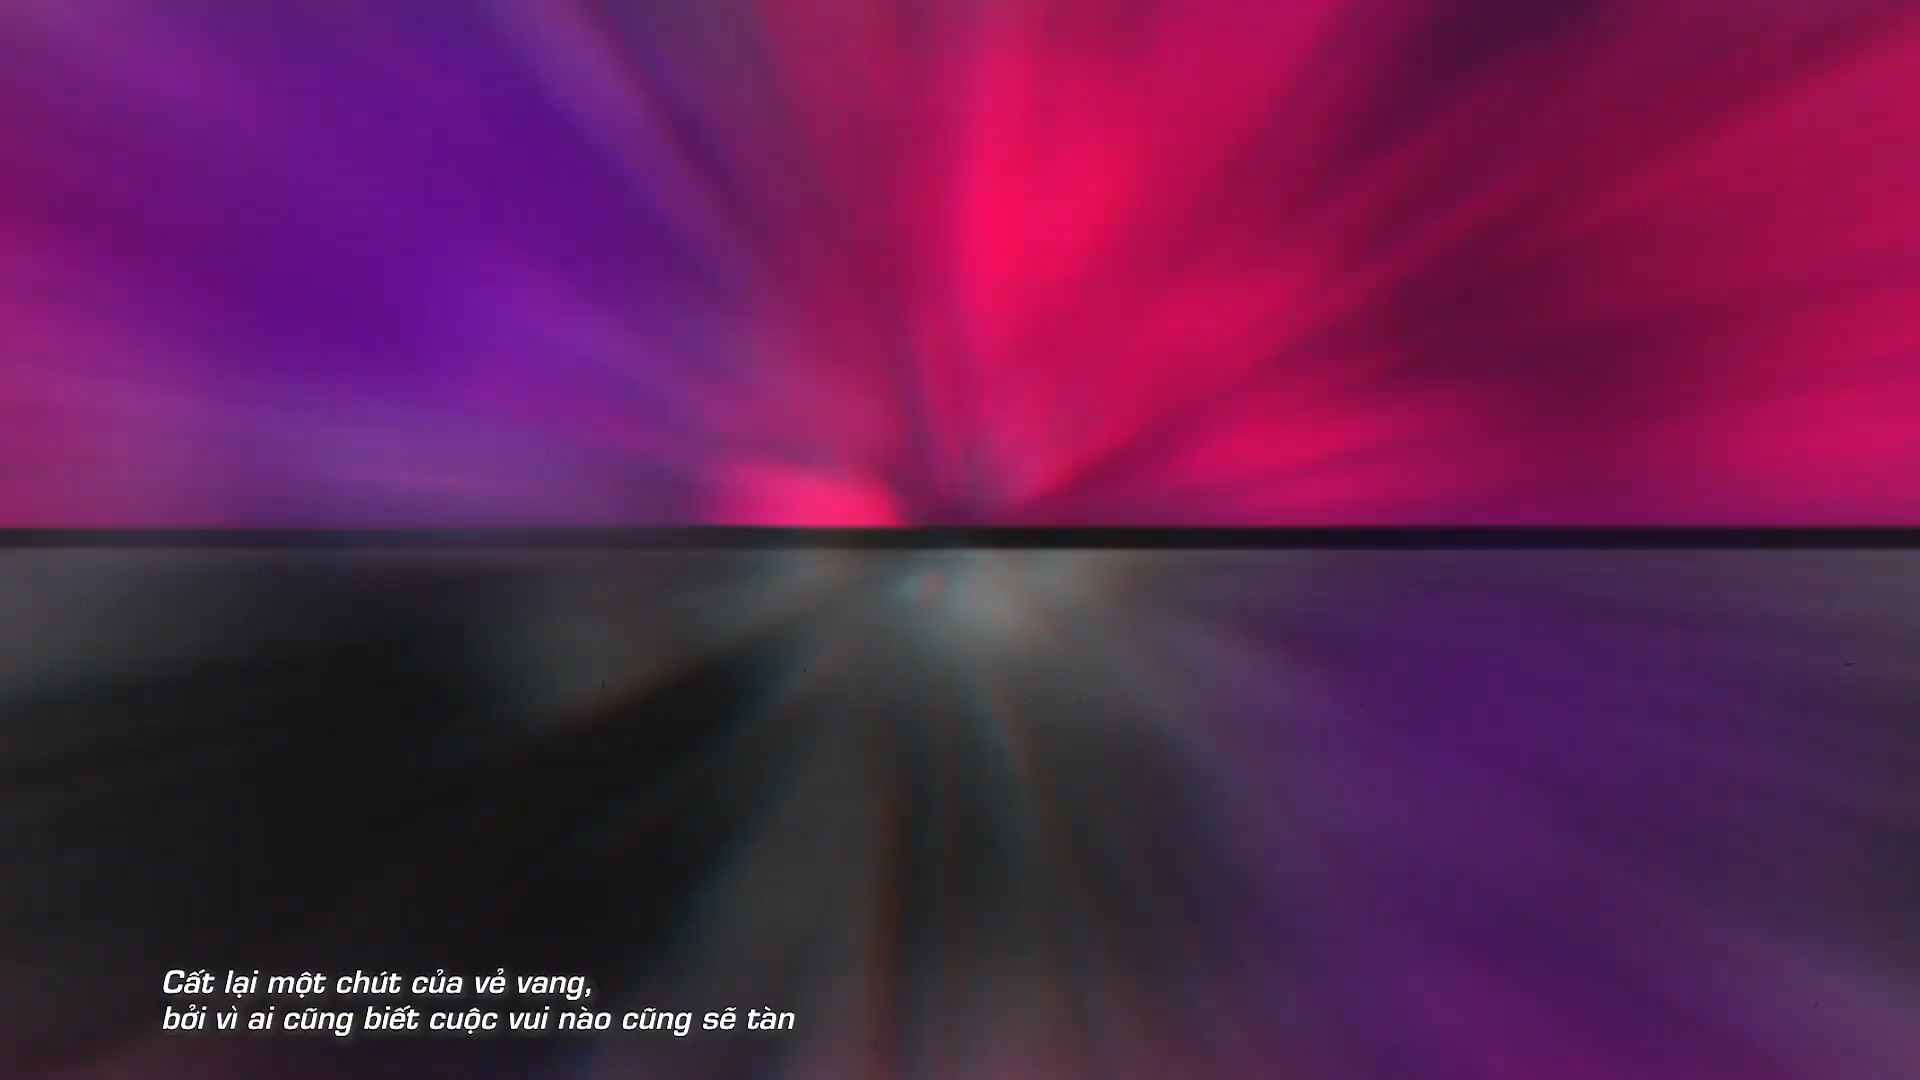 Cất lại một chút của vẻ vang,
bởi vì ai cũng biết cuộc vui nào cũng sẽ tàn